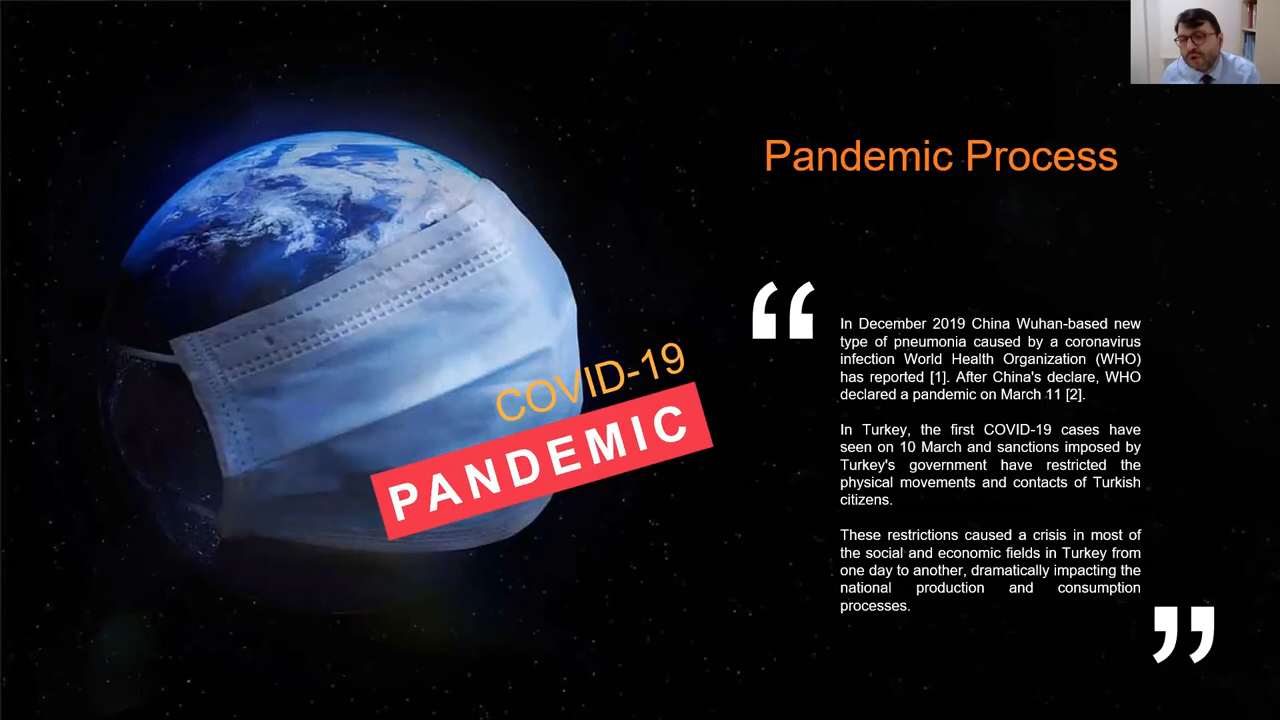 Pandemic Process
“
In December 2019 China Wuhan-based new
type of pneumonia caused by a coronavirus
infection World Health Organization (WHO)
has reported [1]. After China's declare, WHO
declared a pandemic on March 11 [2].
In Turkey, the first COVID-19 cases have
seen on 10 March and sanctions imposed by
Turkey's government have restricted the
physical movements and contacts of Turkish
citizens.
These restrictions caused a crisis in most of
the social and economic fields in Turkey from
one day to another, dramatically impacting the
national production and consumption
processes.
”
COVID-19
PANDEMIC